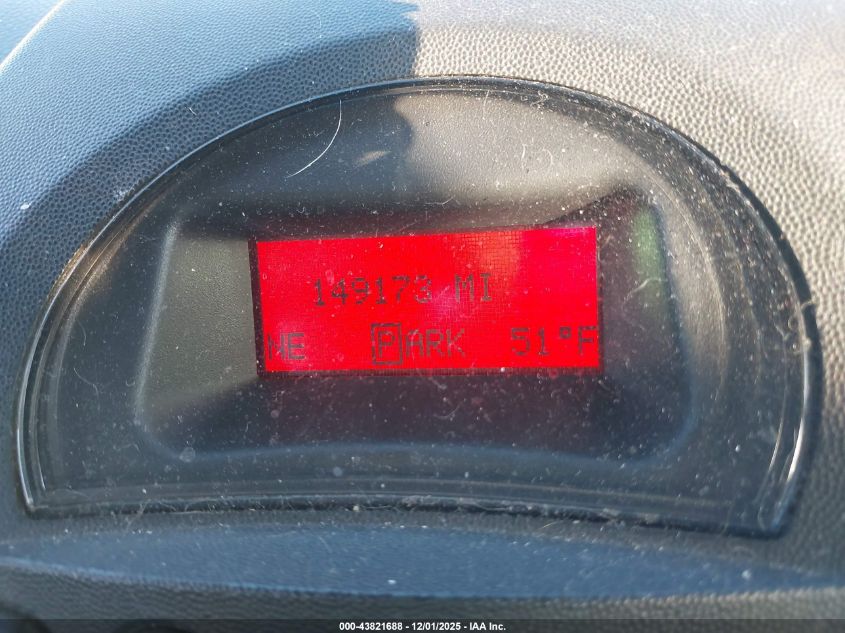 149173 MI
NE PARK 51°F
000-43821688 - 12/01/2025 - IAA Inc.